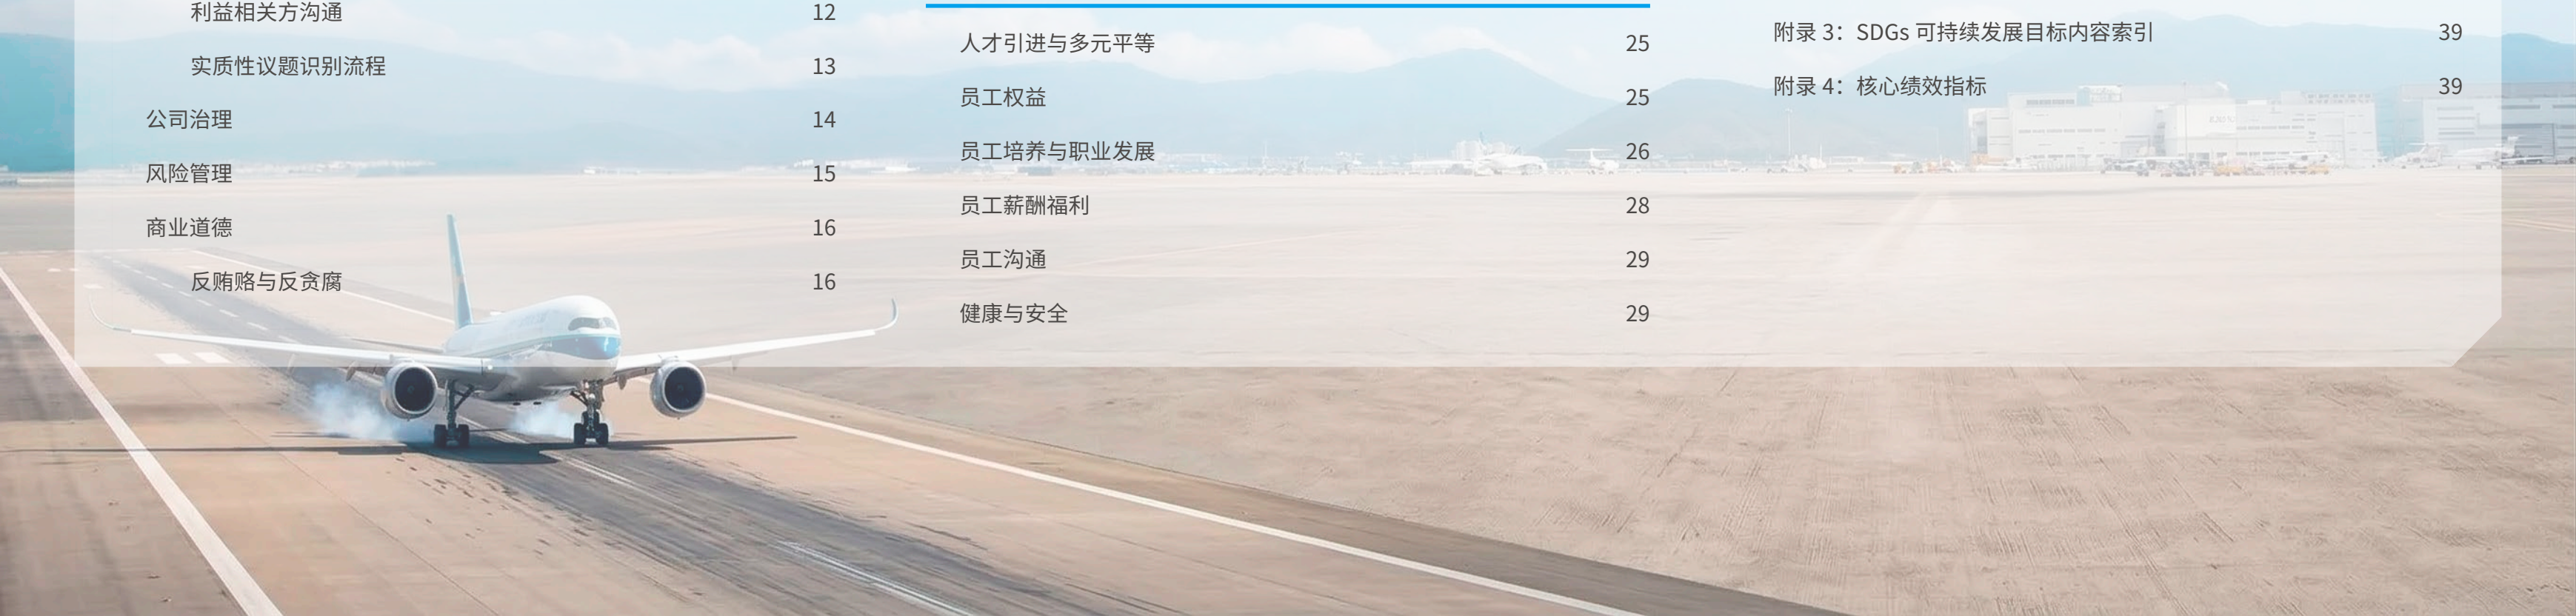 利益相关方沟通 12
实质性议题识别流程 13
公司治理 14
风险管理 15
商业道德 16
反贿赂与反贪腐 16
人才引进与多元平等 25
员工权益 25
员工培养与职业发展 26
员工薪酬福利 28
员工沟通 29
健康与安全 29
附录 3：SDGs 可持续发展目标内容索引 39
附录 4：核心绩效指标 39